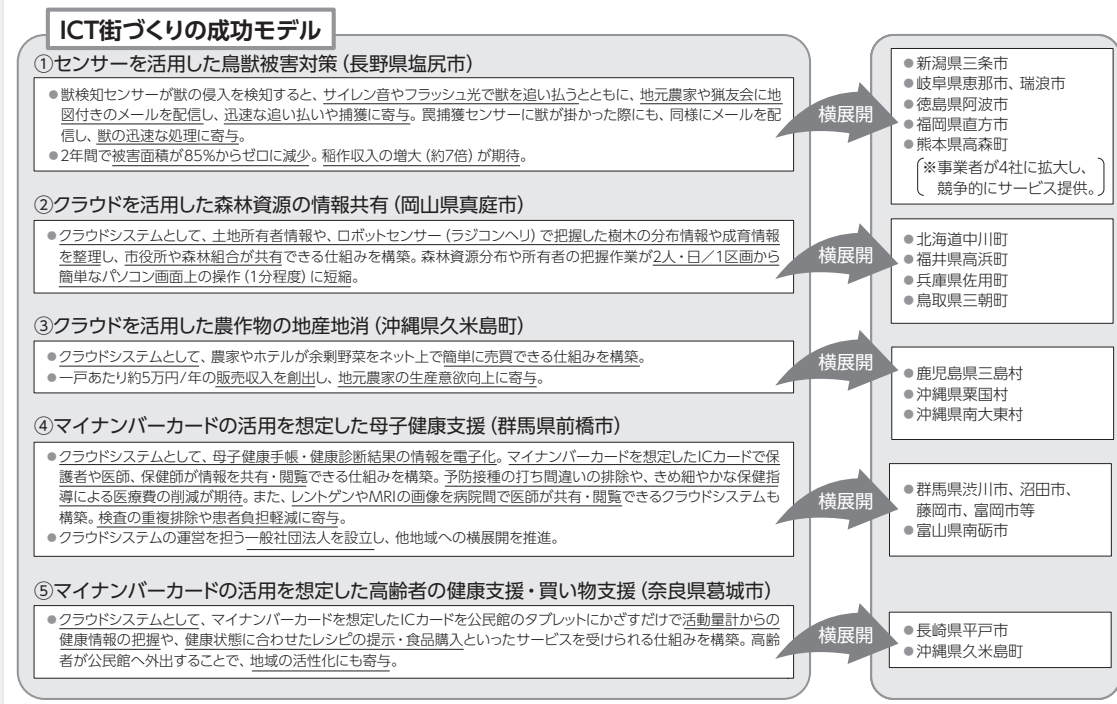 ICT街づくりの成功モデル
①センサーを活用した鳥獣被害対策(長野県塩尻市)
●獣検知センサーが獣の侵入を検知すると、サイレン音やフラッシュ光で獣を追い払うとともに、地元農家や猟友会に地
図付きのメールを配信し、迅速な追い払いや捕獲に寄与。罠捕獲センサーに獣が掛かった際にも、同様にメールを配
信し、獣の迅速な処理に寄与。
●2年間で被害面積が85%からゼロに減少。稲作収入の増大(約7倍)が期待。
横展開
●新潟県三条市
●岐阜県恵那市、瑞浪市
●徳島県阿波市
●福岡県直方市
●熊本県高森町
(※事業者が4社に拡大し、
競争的にサービス提供。)
②クラウドを活用した森林資源の情報共有(岡山県真庭市)
●クラウドシステムとして、土地所有者情報や、ロボットセンサー(ラジコンヘリ)で把握した樹木の分布情報や成育情報
を整理し、市役所や森林組合が共有できる仕組みを構築。森林資源分布や所有者の把握作業が2人・日/1区画から
簡単なパソコン画面上の操作(1分程度)に短縮。
横展開
●北海道中川町
●福井県高浜町
●兵庫県佐用町
●鳥取県三朝町
③クラウドを活用した農作物の地産地消(沖縄県久米島町)
●クラウドシステムとして、農家やホテルが余剰野菜をネット上で簡単に売買できる仕組みを構築。
●一戸あたり約5万円/年の販売収入を創出し、地元農家の生産意欲向上に寄与。
横展開
●鹿児島県三島村
●沖縄県粟国村
●沖縄県南大東村
④マイナンバーカードの活用を想定した母子健康支援(群馬県前橋市)
●クラウドシステムとして、母子健康手帳・健康診断結果の情報を電子化。マイナンバーカードを想定したICカードで保
護者や医師、保健師が情報を共有・閲覧できる仕組みを構築。予防接種の打ち間違いの排除や、きめ細やかな保健指
導による医療費の削減が期待。また、レントゲンやMRIの画像を病院間で医師が共有・閲覧できるクラウドシステムも
構築。検査の重複排除や患者負担軽減に寄与。
●クラウドシステムの運営を担う一般社団法人を設立し、他地域への横展開を推進。
横展開
●群馬県渋川市、沼田市、
藤岡市、富岡市等
●富山県南砺市
⑤マイナンバーカードの活用を想定した高齢者の健康支援・買い物支援(奈良県葛城市)
●クラウドシステムとして、マイナンバーカードを想定したICカードを公民館のタブレットにかざすだけで活動量計からの
健康情報の把握や、健康状態に合わせたレシピの提示・食品購入といったサービスを受けられる仕組みを構築。高齢
者が公民館へ外出することで、地域の活性化にも寄与。
横展開
●長崎県平戸市
●沖縄県久米島町